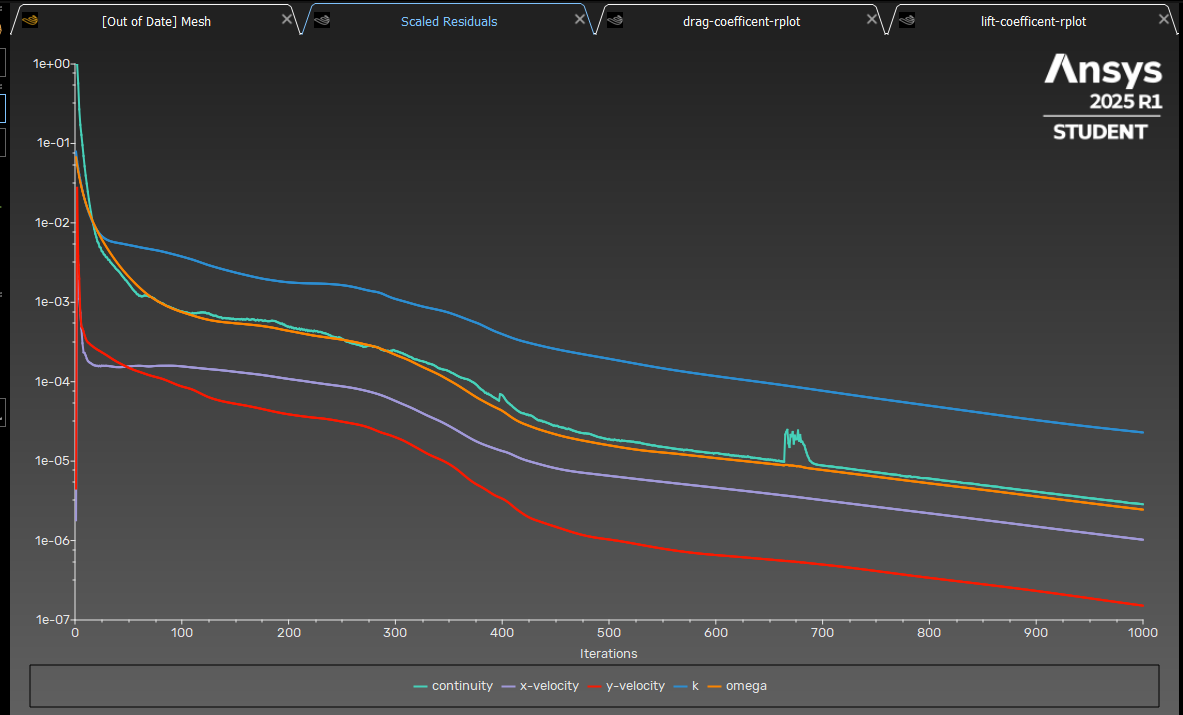 [Out of Date] Mesh
Scaled Residuals
drag-coefficent-rplot
lift-coefficent-rplot
Ansys
2025 R1
STUDENT
1e+00
1e-01
1e-02
1e-03
1e-04
1e-05
1e-06
1e-07
0 100 200 300 400 500 600 700 800 900 1000
Iterations
continuity x-velocity y-velocity k omega